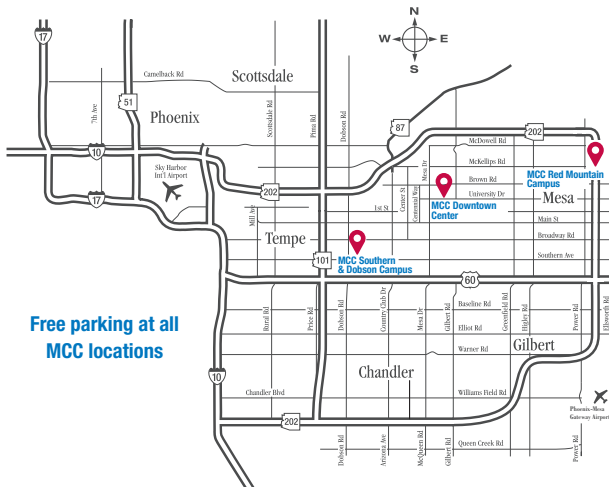 N
W
E
S
17
Camelback Rd
Scottsdale
7th Ave
51
Phoenix
Scottsdale Rd
Pima Rd
Dobson Rd
87
202
McDowell Rd
10
Sky Harbor
Int'l Airport
Mesa Dr
McKellips Rd
MCC Red Mountain
Campus
Brown Rd
202
Center St
Centennial Way
University Dr
Mesa
MCC Downtown
Center
17
Mill Ave
1st St
Main St
Tempe
Broadway Rd
101
MCC Southern
& Dobson Campus
Southern Ave
60
Free parking at all
MCC locations
Rural Rd
Price Rd
Dobson Rd
Country Club Dr
Mesa Dr
Gilbert Rd
Baseline Rd
Greenfield Rd
Higley Rd
Power Rd
Ellsworth Rd
Elliot Rd
Warner Rd
Gilbert
10
Chandler
Chandler Blvd
Williams Field Rd
Phoenix-Mesa
Gateway Airport
202
Dobson Rd
Arizona Ave
McQueen Rd
Gilbert Rd
Queen Creek Rd
Power Rd